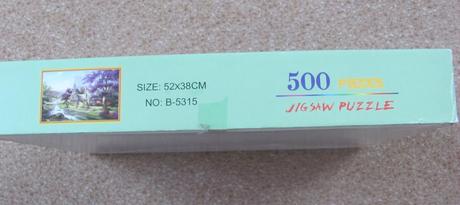 SIZE: 52x38CM
NO: B-5315
500 PIECES
JIGSAW PUZZLE